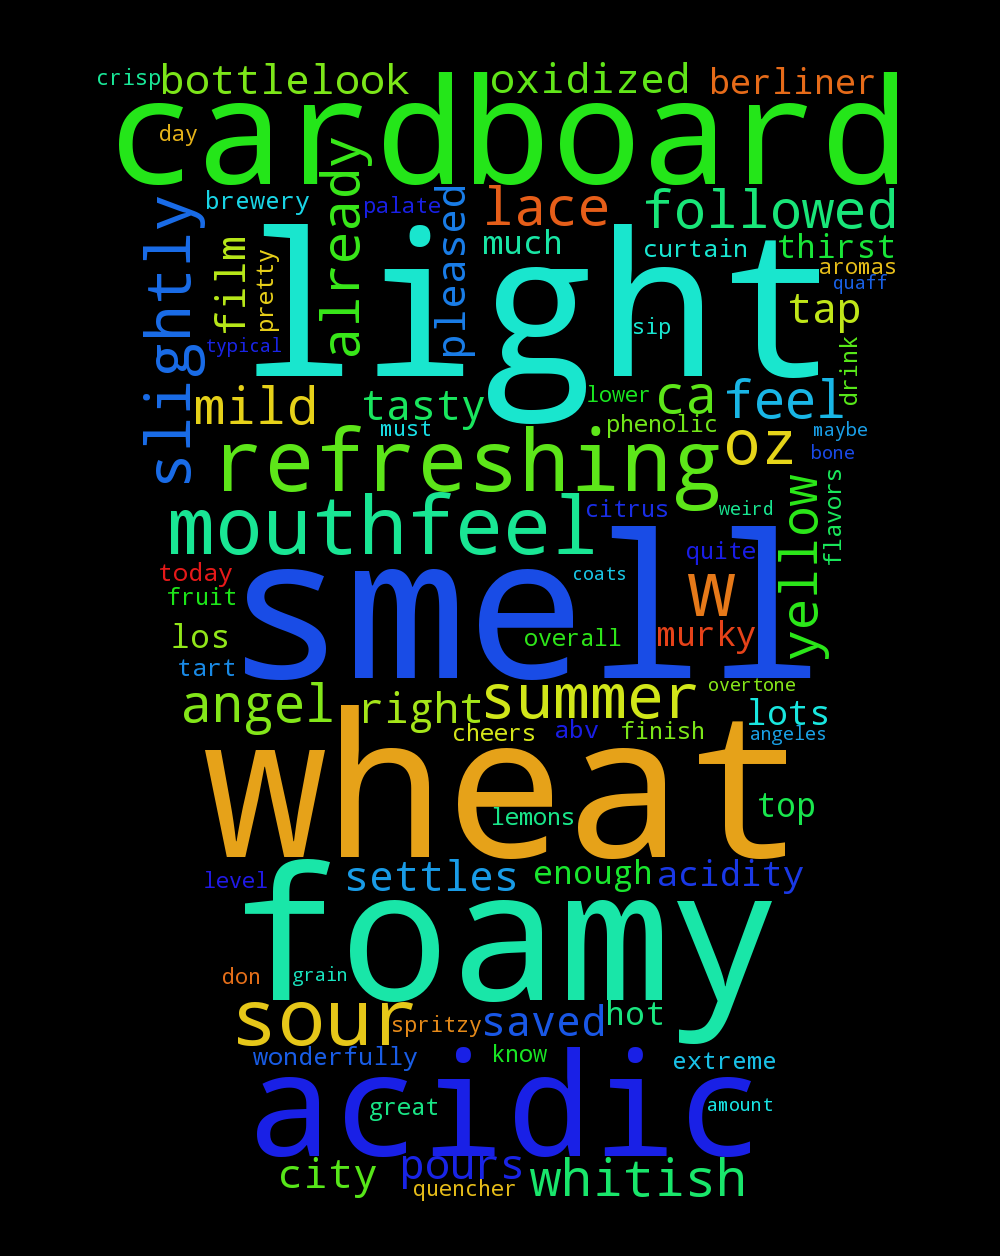 crisp
bottlelook
oxidized
berliner
cardboard
day
already
brewery
palate
pleased
lace
followed
slightly
film
pretty
much
curtain
thirst
aromas
quaff
light
sip
tap
typical
drink
mild
tasty
lower
ca
feel
must
phenolic
oz
maybe
bone
refreshing
yellow
flavors
mouthfeel
citrus
weird
quite
smell
today
coats
w
fruit
los
overall
murky
tart
angel
right
summer
overtone
lots
cheers
abv
finish
angeles
wheat
lemons
top
level
settles
enough
acidity
foamy
don
grain
sour
spritzy
saved
hot
wonderfully
know
extreme
acidic
great
amount
city
pours
quencher
whitish